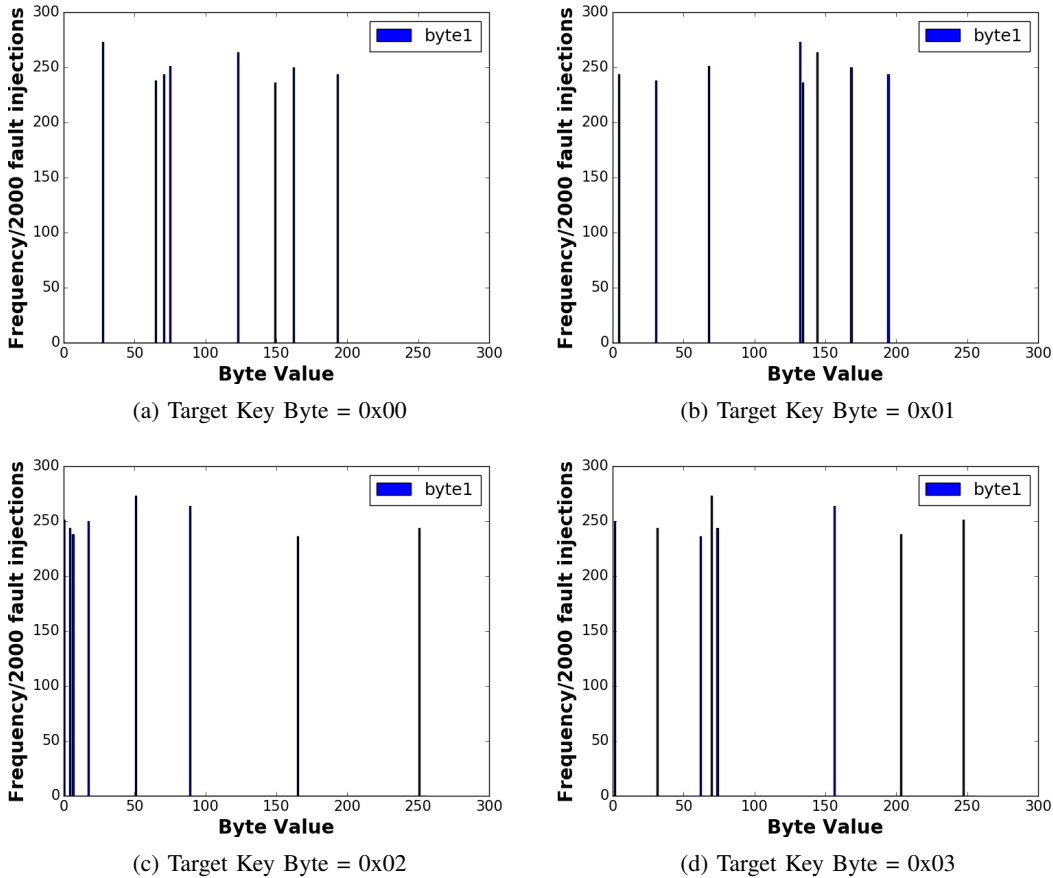 300
250
200
150
100
50
0
Frequency/2000 fault injections
byte1
0 50 100 150 200 250 300
Byte Value
(a) Target Key Byte = 0x00
300
250
200
150
100
50
0
Frequency/2000 fault injections
byte1
0 50 100 150 200 250 300
Byte Value
(b) Target Key Byte = 0x01
300
250
200
150
100
50
0
Frequency/2000 fault injections
byte1
0 50 100 150 200 250 300
Byte Value
(c) Target Key Byte = 0x02
300
250
200
150
100
50
0
Frequency/2000 fault injections
byte1
0 50 100 150 200 250 300
Byte Value
(d) Target Key Byte = 0x03